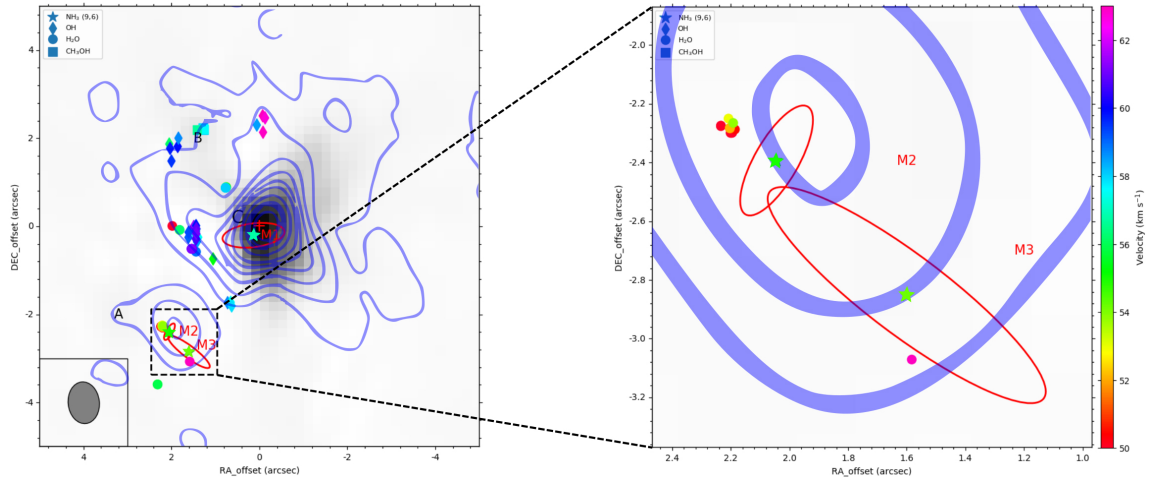 NH₃ (9,6)
OH
H₂O
CH₃OH
4
2
0
-2
-4
DEC_offset (arcsec)
B
C
M
A
M2
M3
4
2
0
-2
-4
RA_offset (arcsec)
NH₃ (9,6)
OH
H₂O
CH₃OH
-2.0
-2.2
-2.4
-2.6
-2.8
-3.0
-3.2
DEC_offset (arcsec)
M2
M3
2.4
2.2
2.0
1.8
1.6
1.4
1.2
1.0
RA_offset (arcsec)
62
60
58
56
54
52
50
Velocity (km s⁻¹)